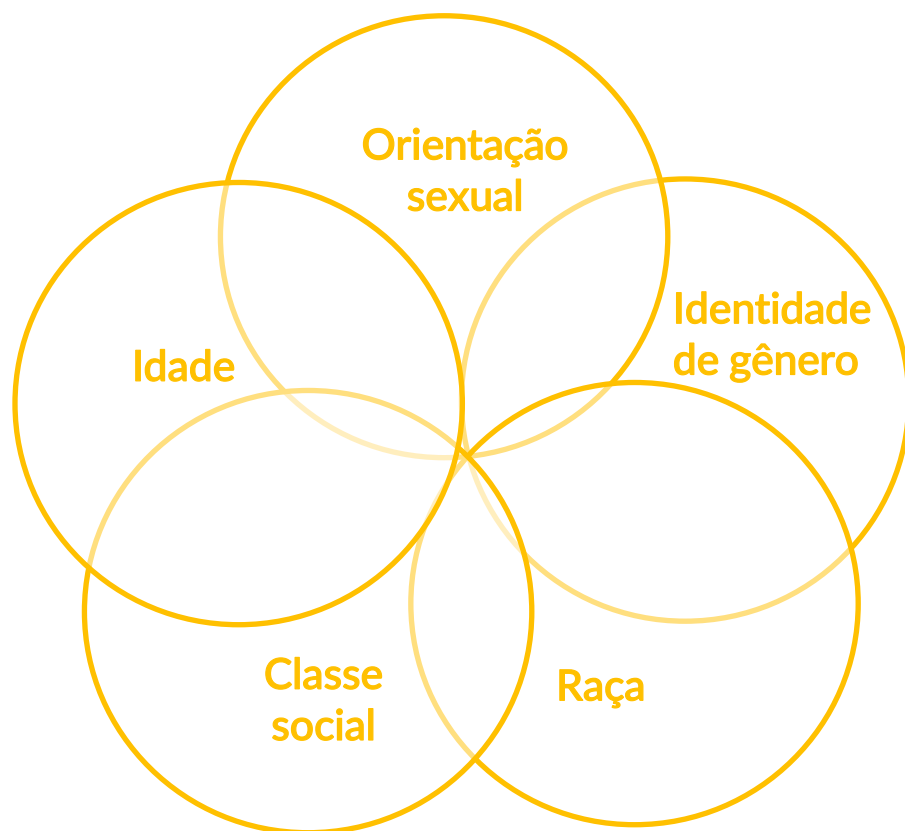 Orientação
sexual
Identidade
de gênero
Idade
Classe
social
Raça